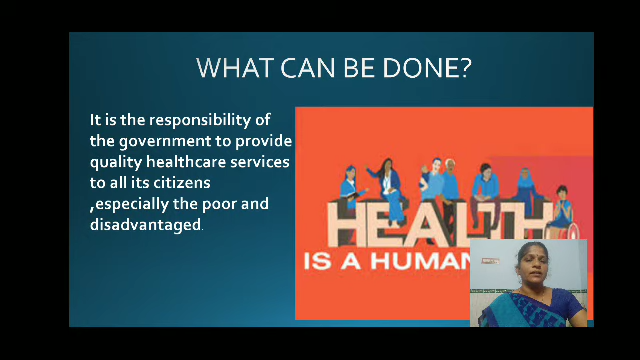 WHAT CAN BE DONE?
It is the responsibility of
the government to provide
quality healthcare services
to all its citizens
,especially the poor and
disadvantaged.
HEALTH
IS A HUMAN